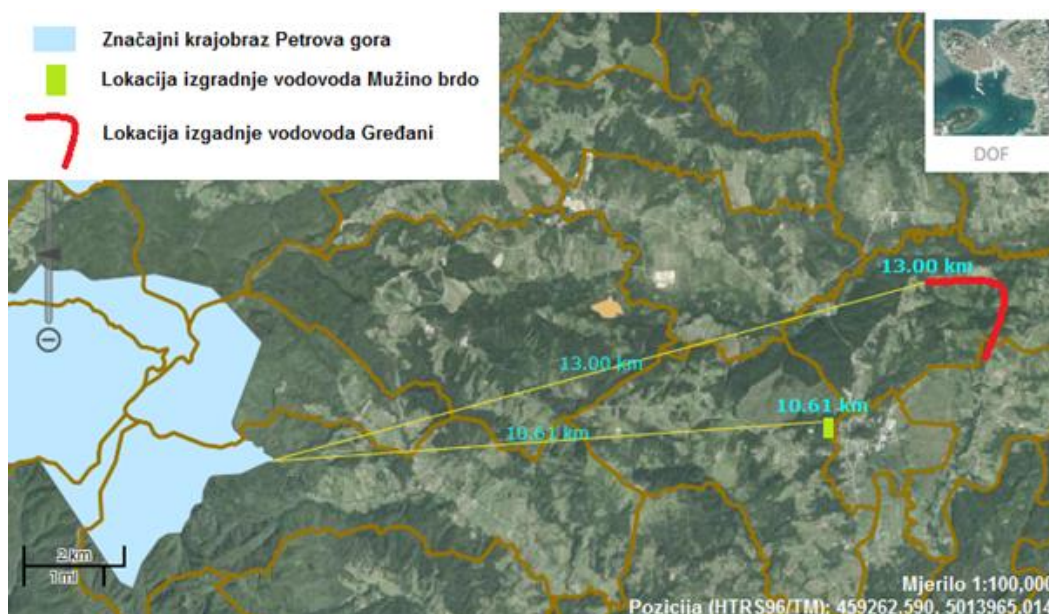 Značajni krajobraz Petrova gora
Lokacija izgradnje vodovoda Mužino brdo
Lokacija izgadnje vodovoda Gređani
DOF
13.00 km
13.00 km
10.61 km
10.61 km
2 km
1 mi
Mjerilo 1:100,000
Pozicija (HTRS96/TM): 459262.590, 5013965.014